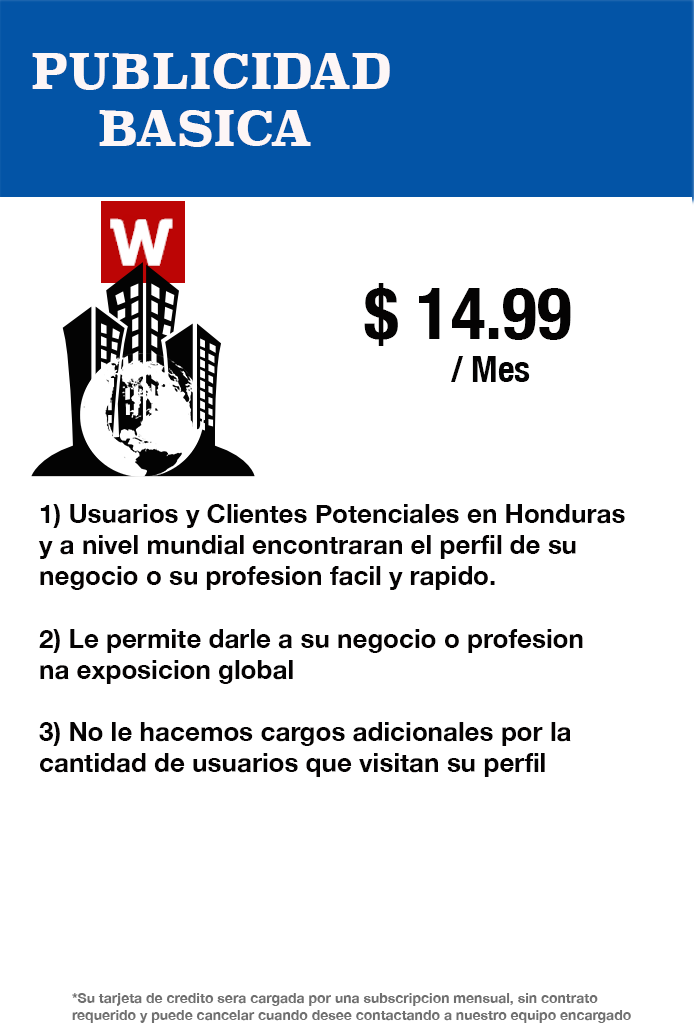 PUBLICIDAD
BASICA
W
$ 14.99
/ Mes
1) Usuarios y Clientes Potenciales en Honduras
y a nivel mundial encontraran el perfil de su
negocio o su profesion facil y rapido.
2) Le permite darle a su negocio o profesion
na exposicion global
3) No le hacemos cargos adicionales por la
cantidad de usuarios que visitan su perfil
*Su tarjeta de credito sera cargada por una subscripcion mensual, sin contrato
requerido y puede cancelar cuando desee contactando a nuestro equipo encargado